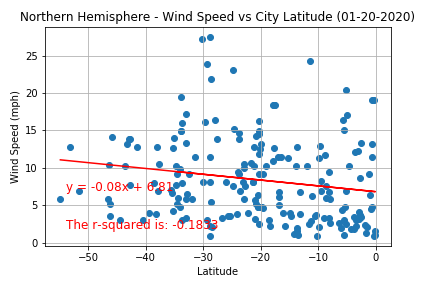 Northern Hemisphere - Wind Speed vs City Latitude (01-20-2020)
Wind Speed (mph)
25
20
15
10
5
0
y = -0.08x + 6.81
The r-squared is: -0.1853
−50 −40 −30 −20 −10 0
Latitude